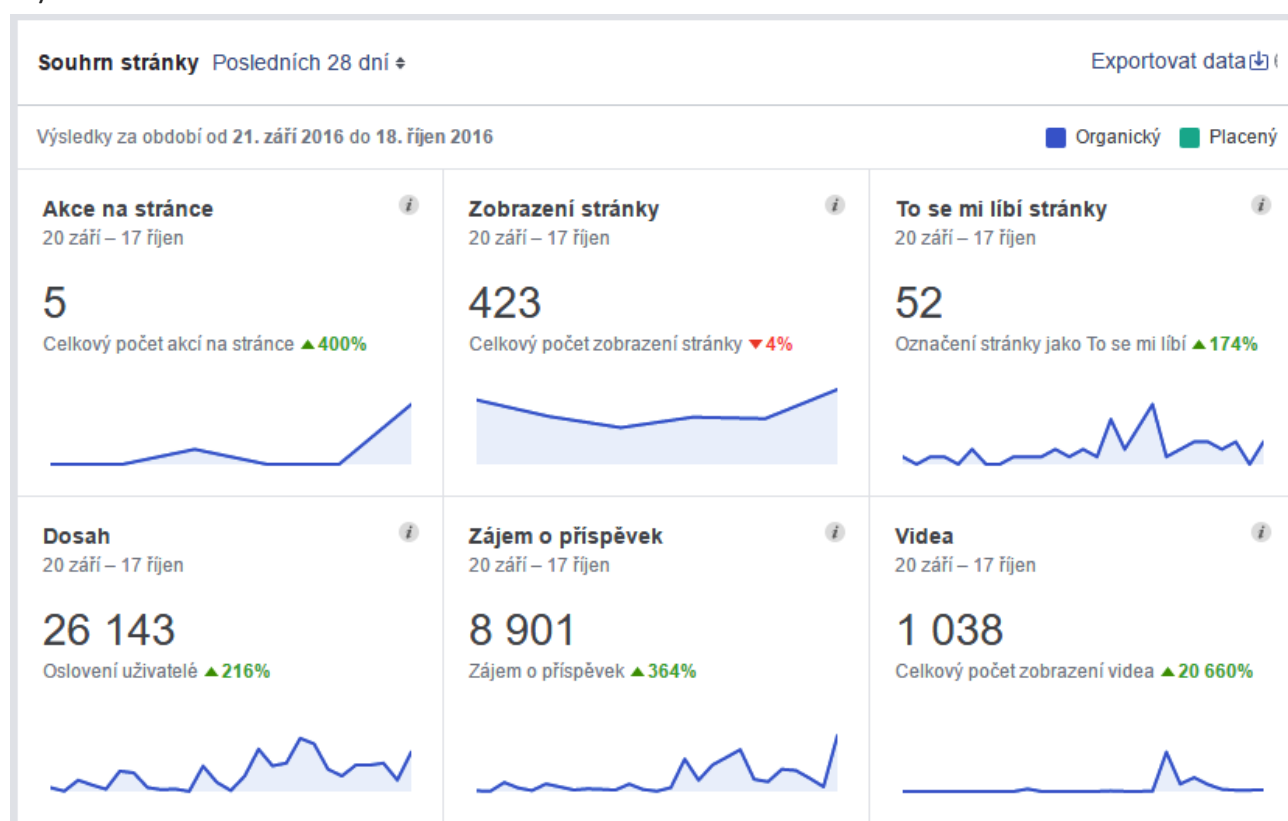 Souhrn stránky Posledních 28 dní
Exportovat data
Výsledky za období od 21. září 2016 do 18. říjen 2016
Organický Placený
Akce na stránce
20 září – 17 říjen
5
Celkový počet akcí na stránce ▲400%
Zobrazení stránky
20 září – 17 říjen
423
Celkový počet zobrazení stránky ▼4%
To se mi líbí stránky
20 září – 17 říjen
52
Označení stránky jako To se mi líbí ▲174%
Dosah
20 září – 17 říjen
26 143
Oslovení uživatelé ▲216%
Zájem o příspěvek
20 září – 17 říjen
8 901
Zájem o příspěvek ▲364%
Videa
20 září – 17 říjen
1 038
Celkový počet zobrazení videa ▲20 660%